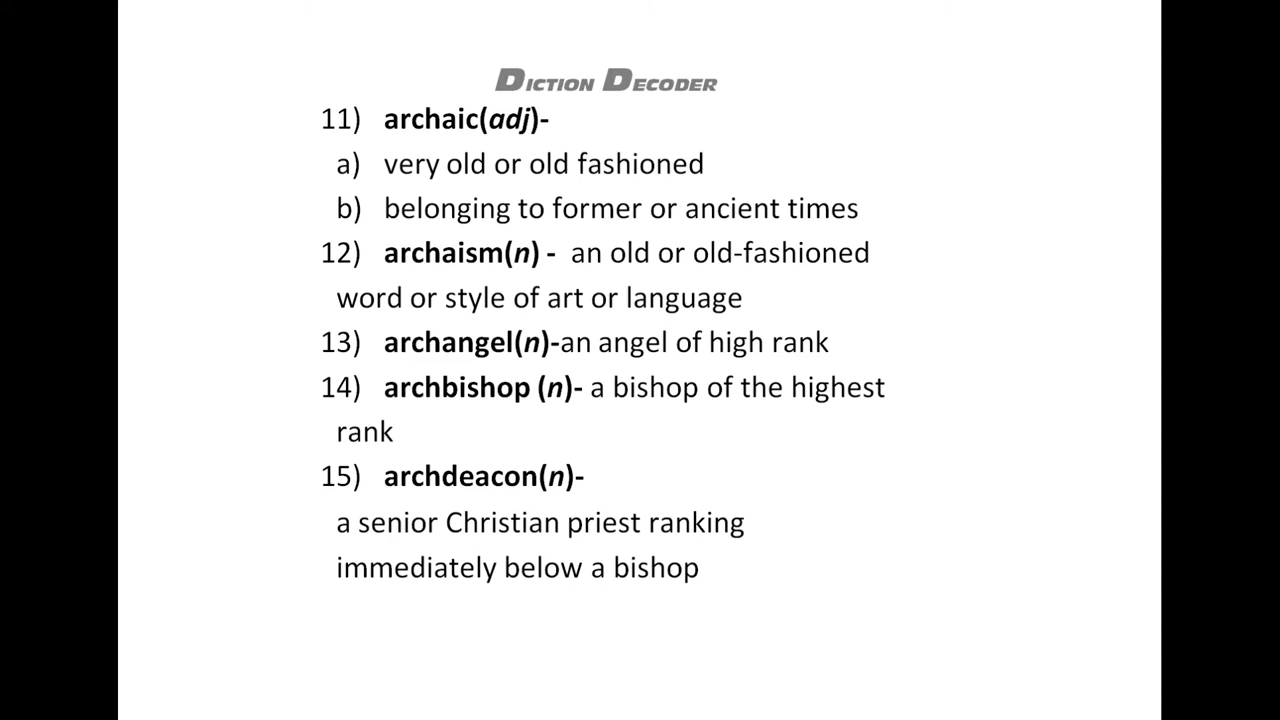 DICTION DECODER
11) archaic(adj)-
a) very old or old fashioned
b) belonging to former or ancient times
12) archaism(n) - an old or old-fashioned
word or style of art or language
13) archangel(n)-an angel of high rank
14) archbishop (n)- a bishop of the highest
rank
15) archdeacon(n)-
a senior Christian priest ranking
immediately below a bishop